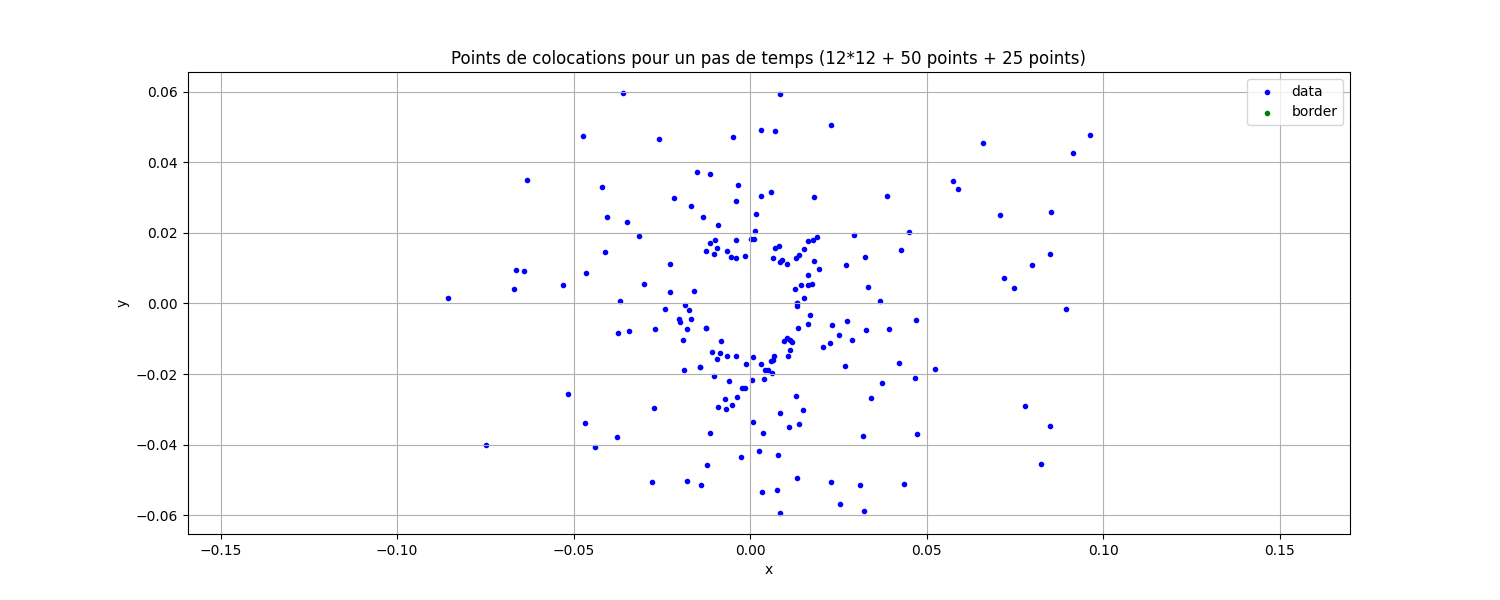 Points de colocations pour un pas de temps (12*12 + 50 points + 25 points)
data
border
0.06
0.04
0.02
0.00
−0.02
−0.04
−0.06
y
−0.15 −0.10 −0.05 0.00 0.05 0.10 0.15
x